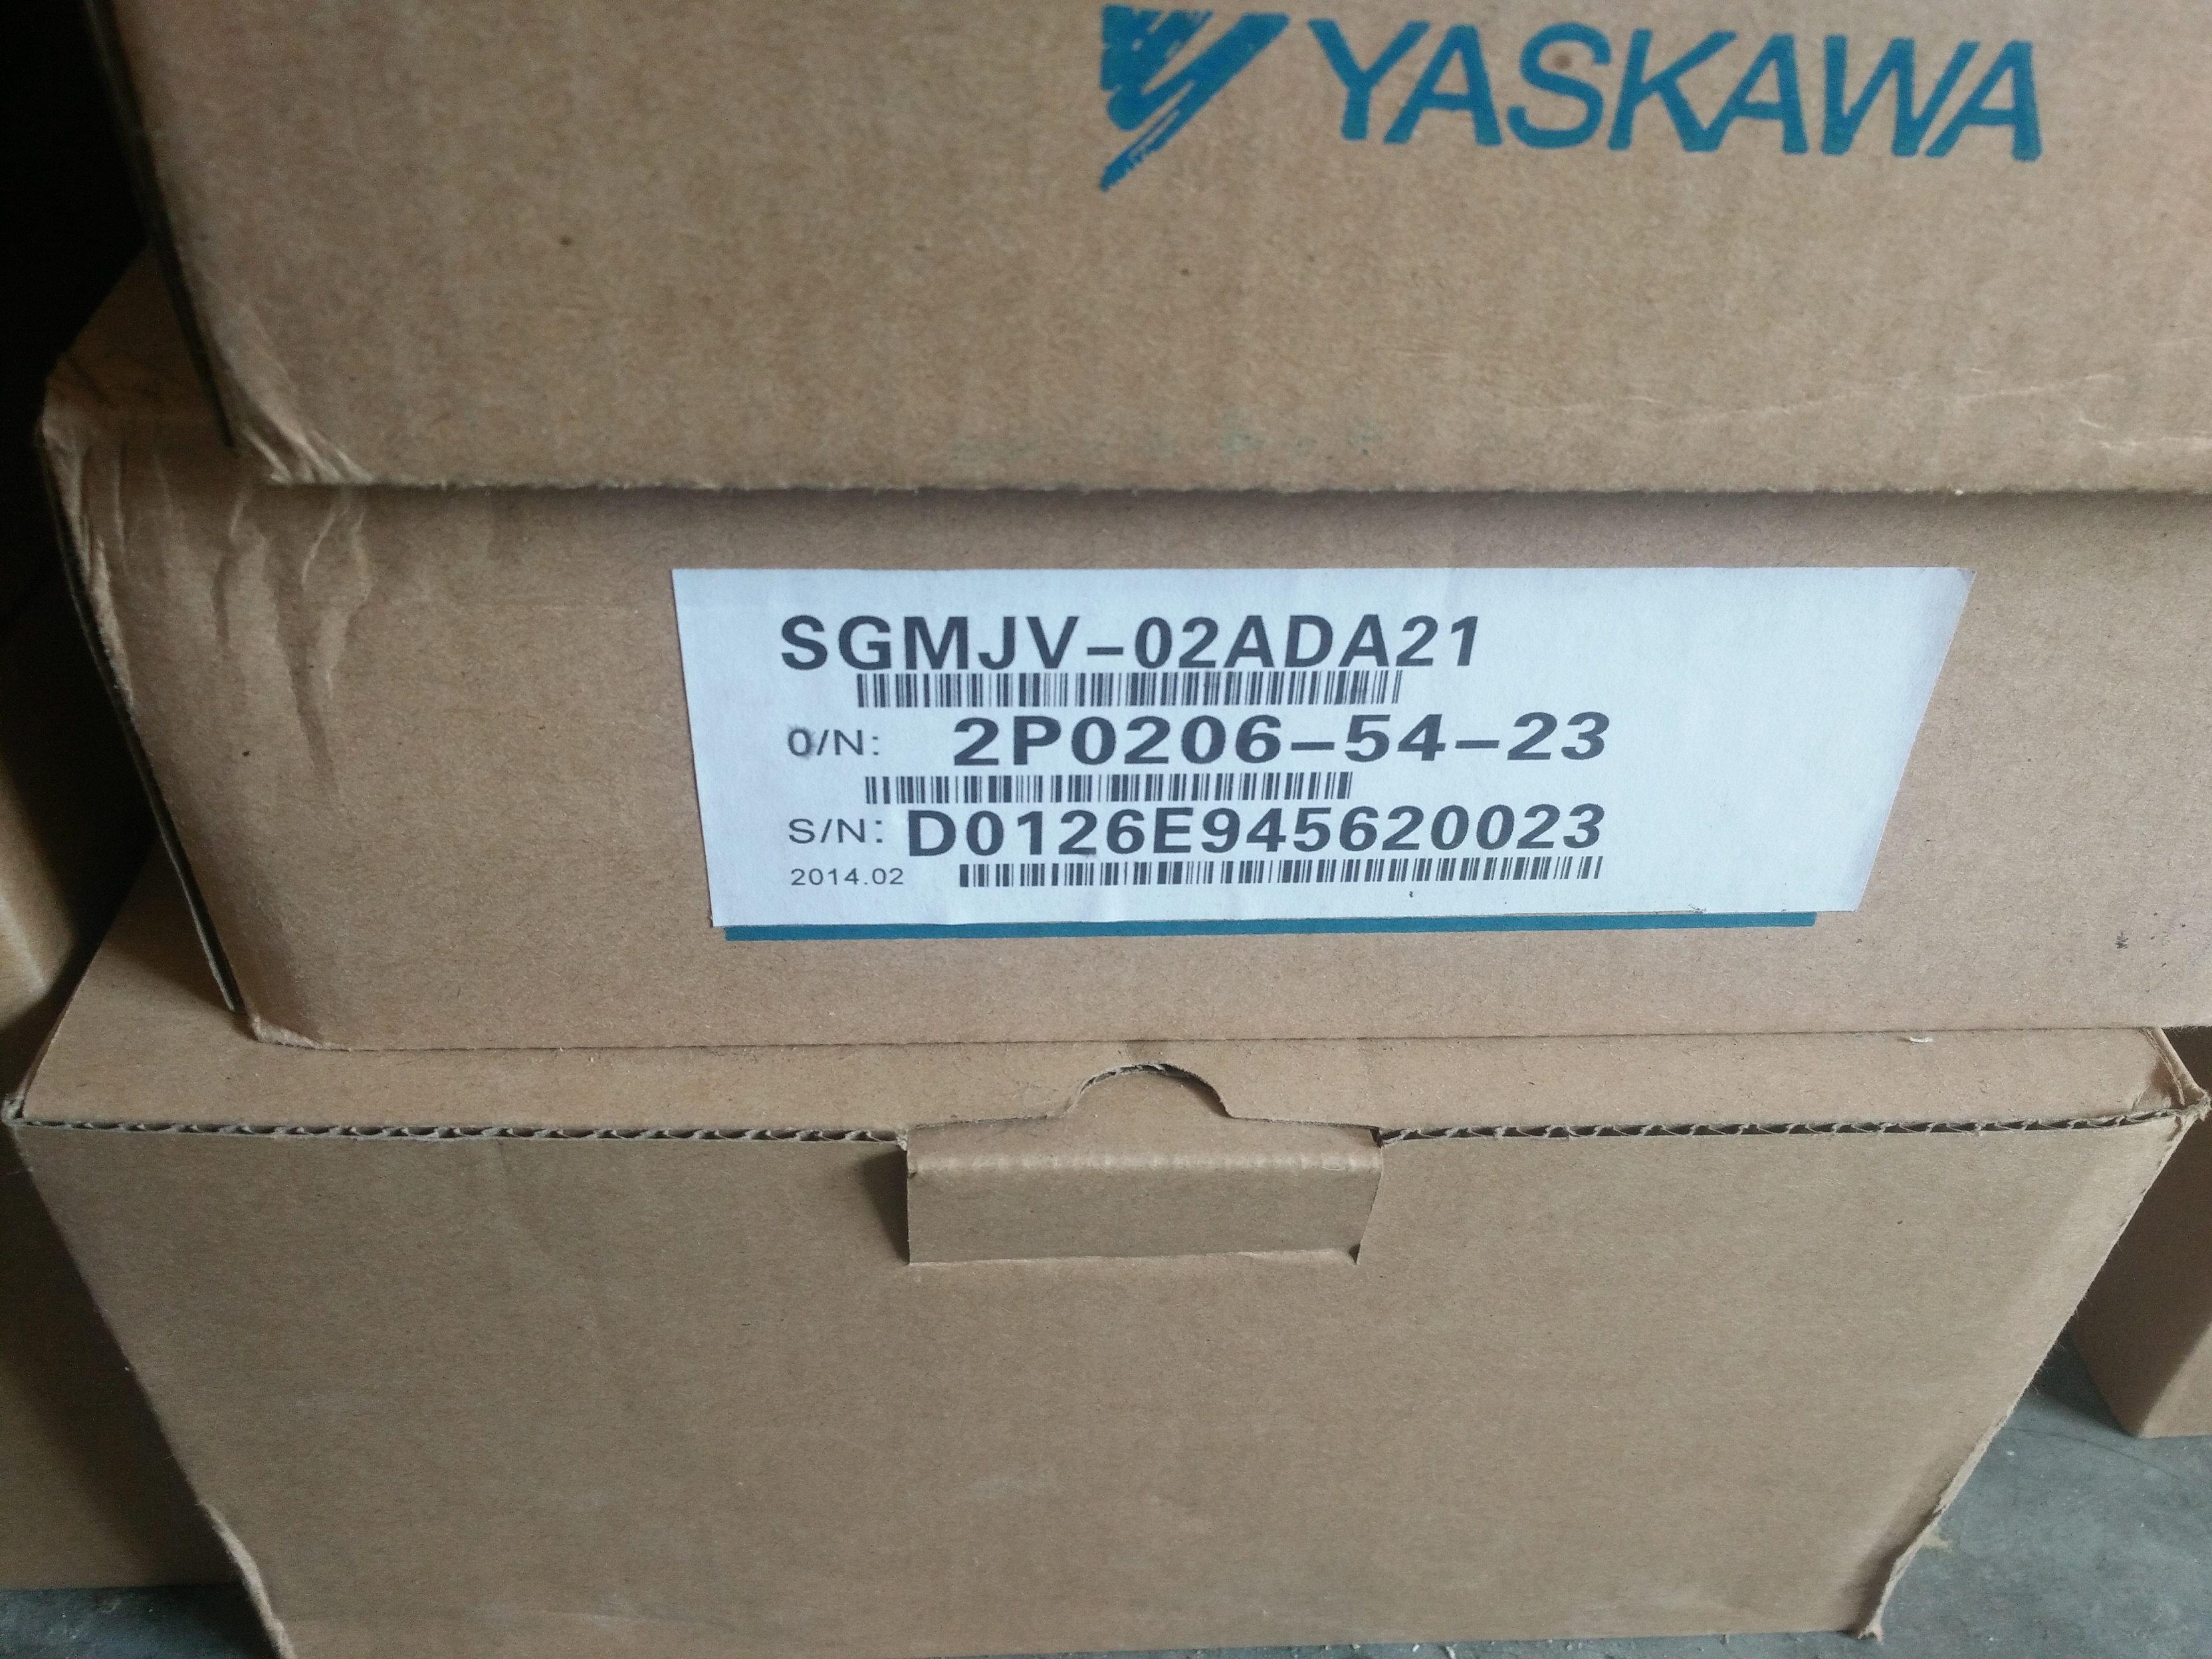 YASKAWA
SGMJV-02ADA21
O/N: 2P0206-54-23
S/N: D0126E945620023
2014.02